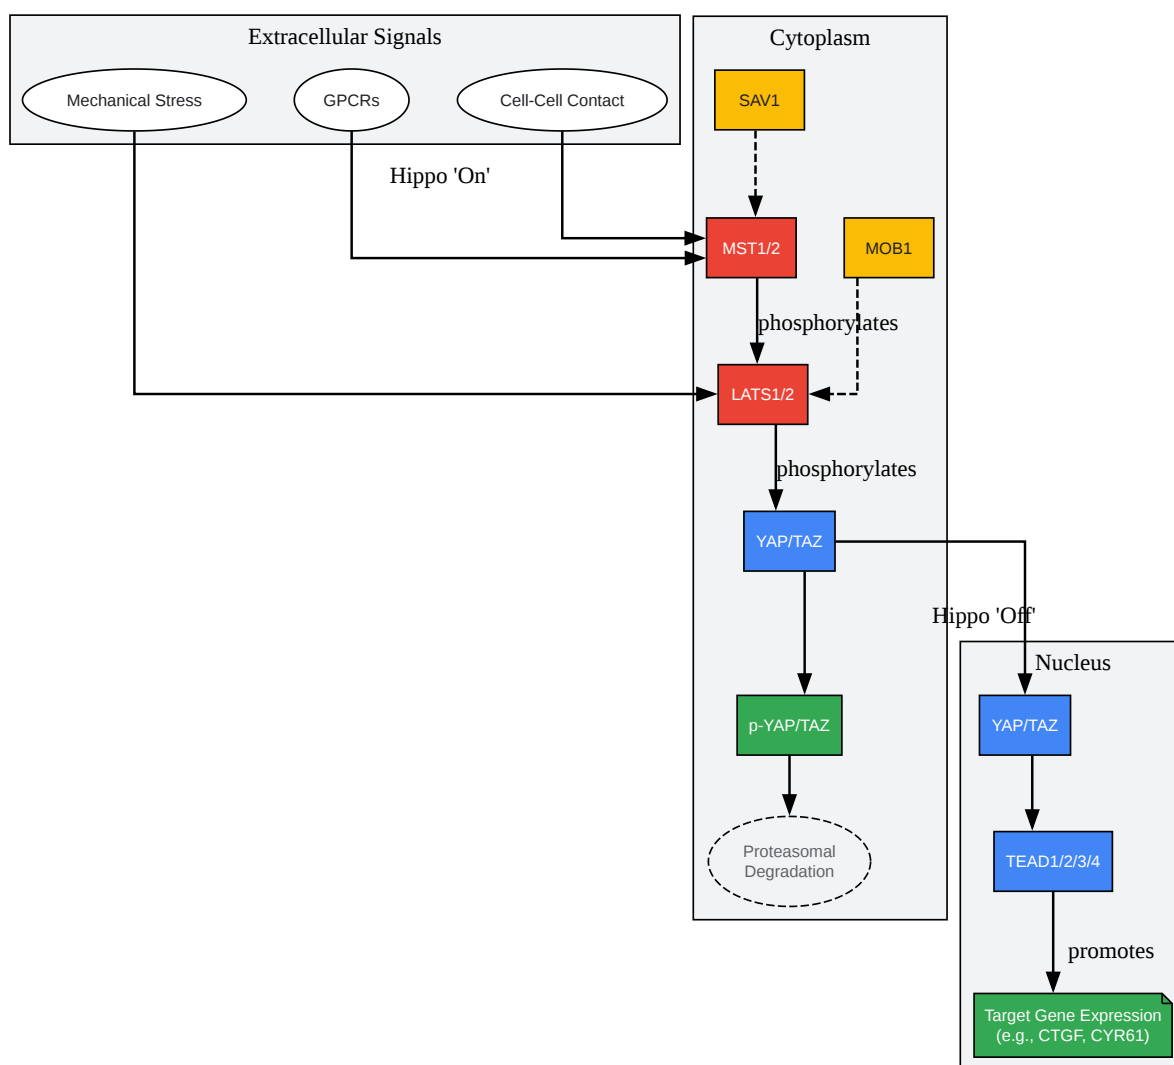 Extracellular Signals
Cytoplasm
Mechanical Stress
GPCRs
Cell-Cell Contact
SAV1
Hippo 'On'
MST1/2
MOB1
phosphorylates
LATS1/2
phosphorylates
YAP/TAZ
Hippo 'Off'
Nucleus
p-YAP/TAZ
YAP/TAZ
Proteasomal
Degradation
TEAD1/2/3/4
promotes
Target Gene Expression
(e.g., CTGF, CYR61)